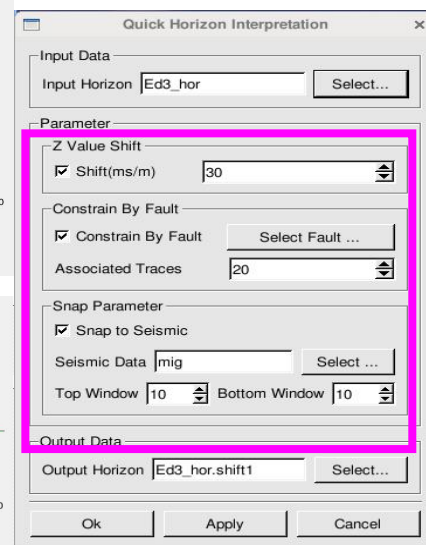 Quick Horizon Interpretation
Input Data
Input Horizon Ed3_hor Select...
Parameter
Z Value Shift
Shift(ms/m) 30
Constrain By Fault
Constrain By Fault Select Fault ...
Associated Traces 20
Snap Parameter
Snap to Seismic
Seismic Data mig Select ...
Top Window 10 Bottom Window 10
Output Data
Output Horizon Ed3_hor.shift1 Select...
Ok Apply Cancel